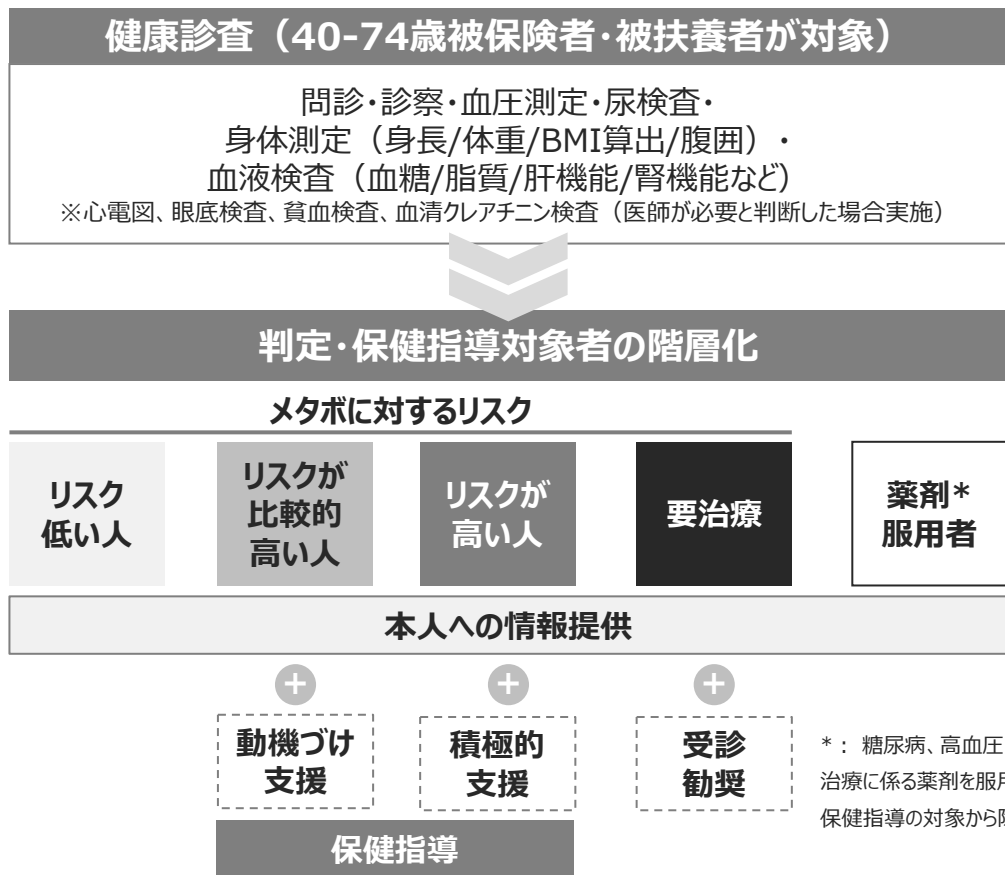 健康診査（40-74歳被保険者・被扶養者が対象）
問診・診察・血圧測定・尿検査・
身体測定（身長/体重/BMI算出/腹囲）・
血液検査（血糖/脂質/肝機能/腎機能など）
※心電図、眼底検査、貧血検査、血清クレアチニン検査（医師が必要と判断した場合実施）
判定・保健指導対象者の階層化
メタボに対するリスク
リスク
低い人
リスクが
比較的
高い人
リスクが
高い人
要治療
薬剤*
服用者
本人への情報提供
+
+
+
動機づけ
支援
積極的
支援
受診
勧奨
*： 糖尿病、高血圧
治療に係る薬剤を服
保健指導の対象から
保健指導